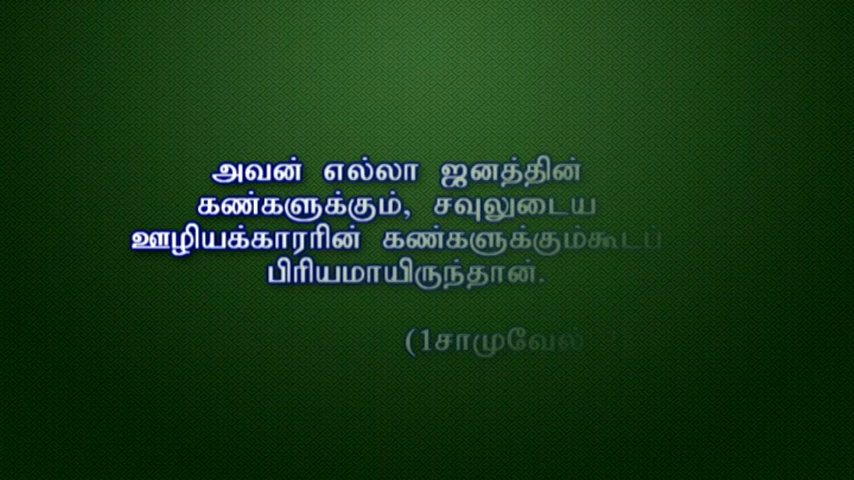 அவன் எல்லா ஜனத்தின்
கண்களுக்கும், சவுலுடைய
ஊழியக்காரரின் கண்களுக்கும்கூடப்
பிரியமாயிருந்தான்.
(1சாமுவேல்